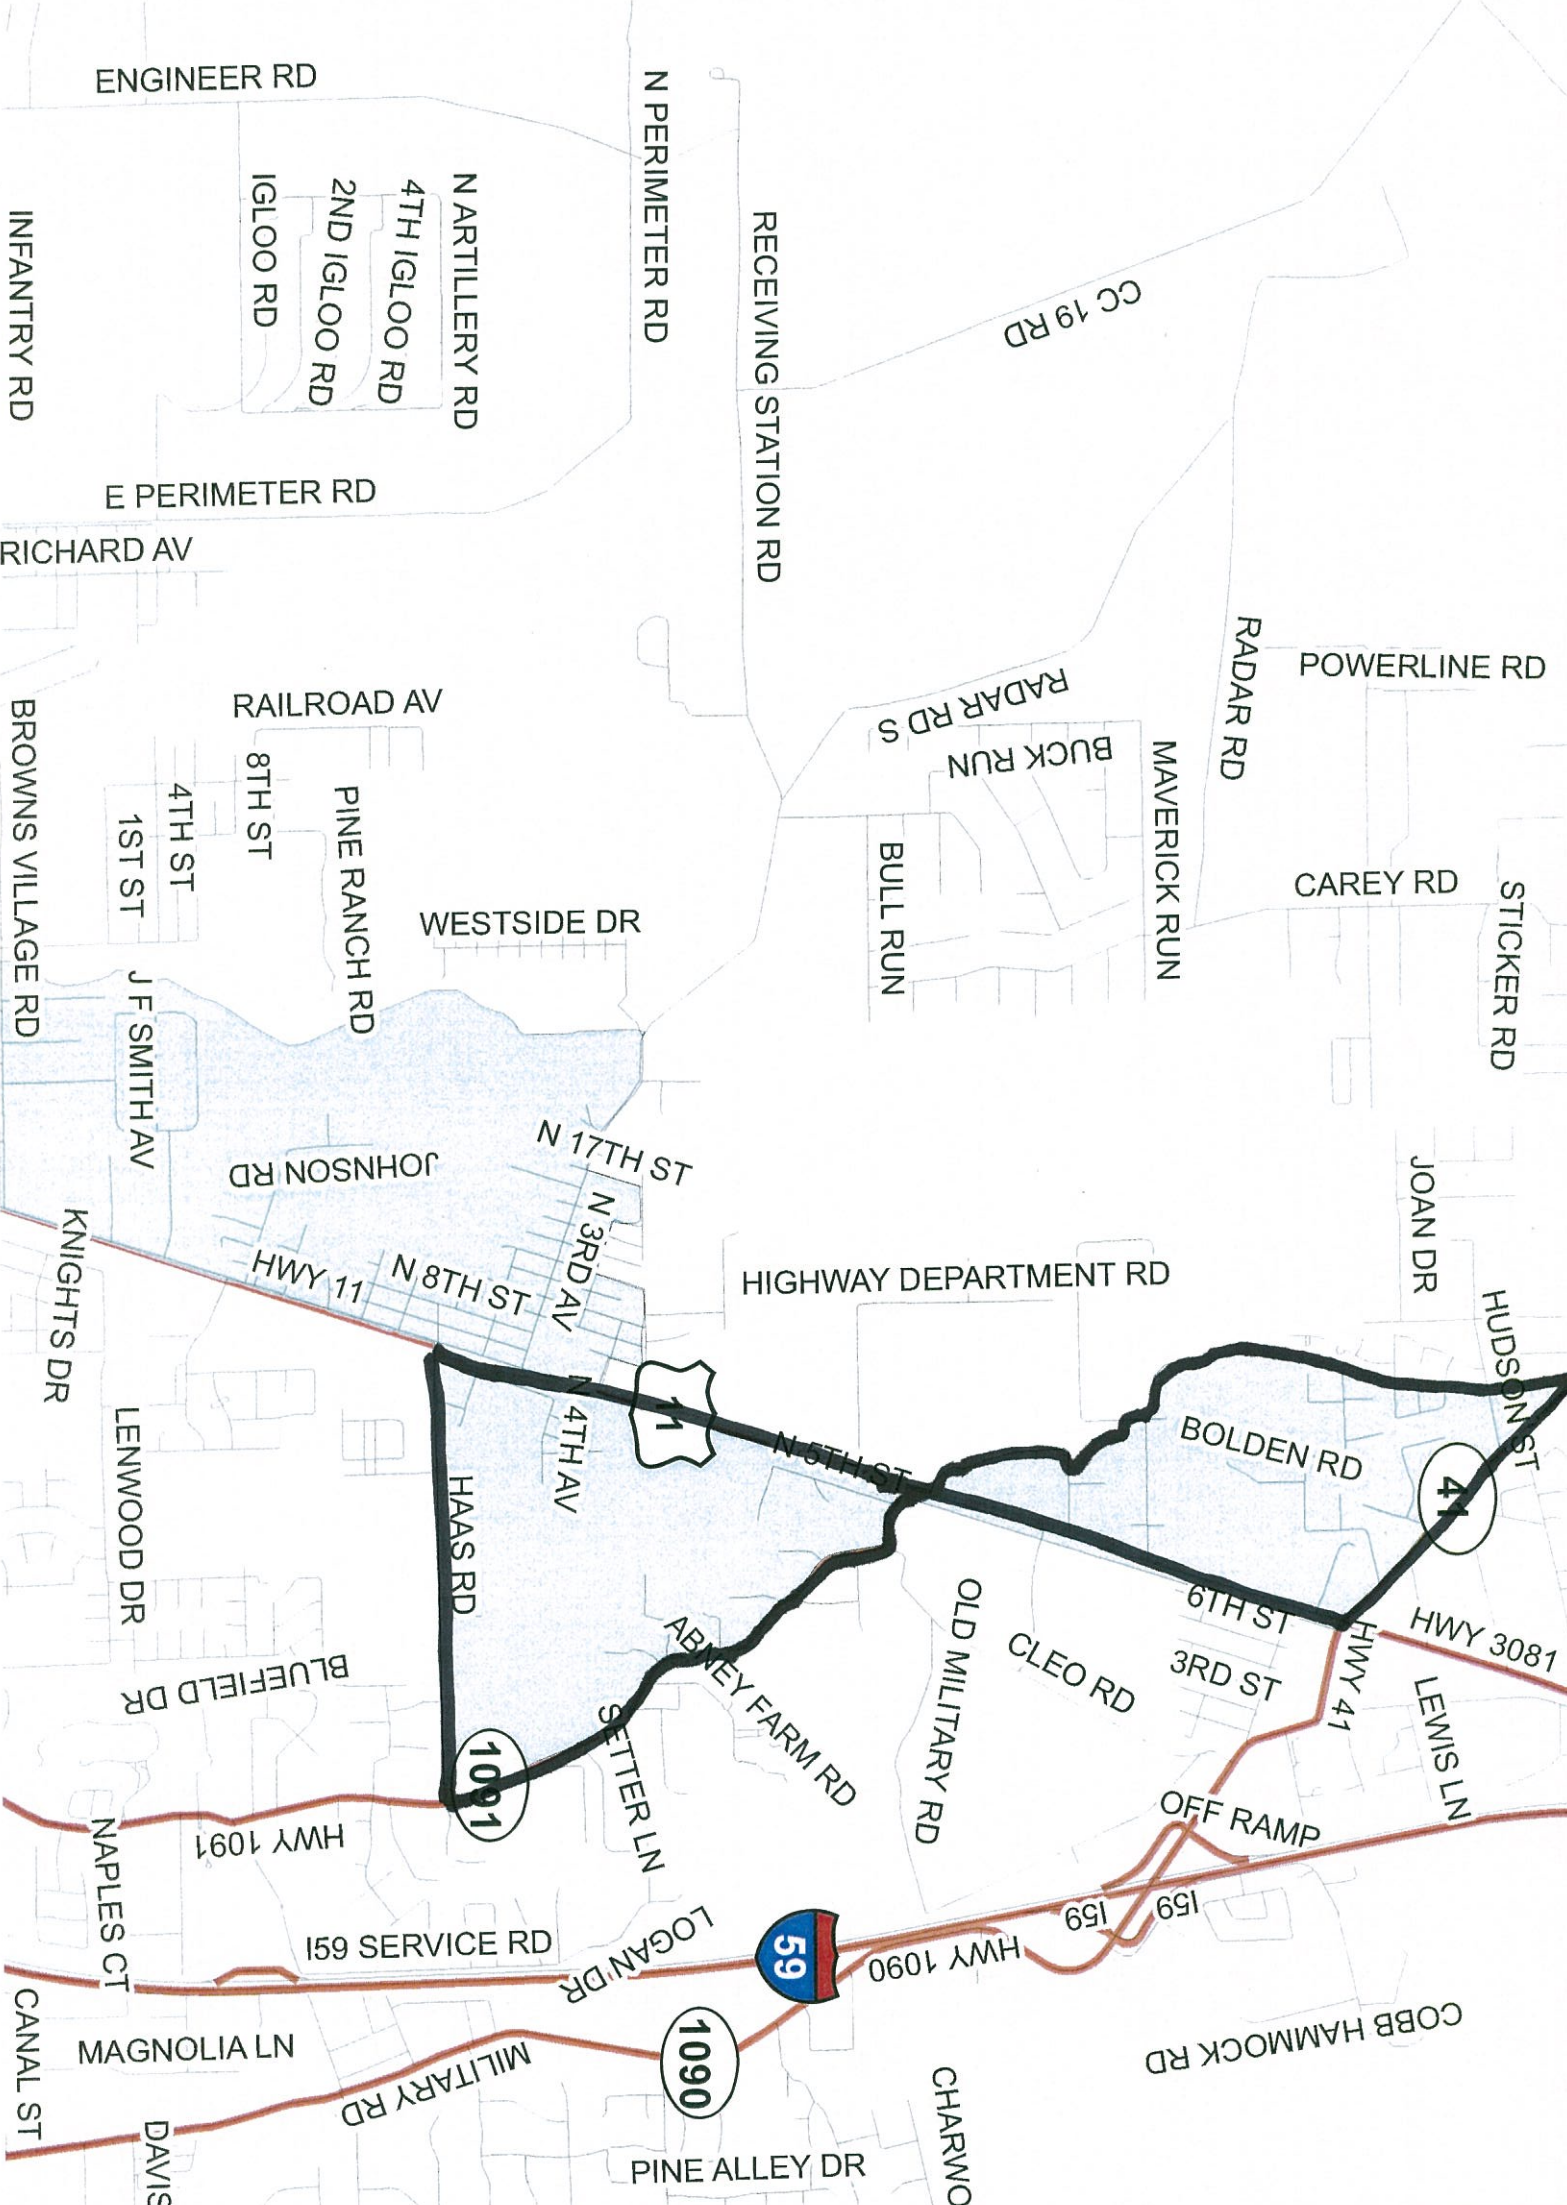 ENGINEER RD
N PERIMETER RD
INFANTRY RD
IGLOO RD
2ND IGLOO RD
4TH IGLOO RD
N ARTILLERY RD
RECEIVING STATION RD
CC 19 RD
E PERIMETER RD
RICHARD AV
RADAR RD
POWERLINE RD
RADAR RD S
BUCK RUN
MAVERICK RUN
RAILROAD AV
BROWNS VILLAGE RD
8TH ST
4TH ST
1ST ST
PINE RANCH RD
BULL RUN
CAREY RD
STICKER RD
WESTSIDE DR
J F SMITH AV
JOHNSON RD
N 17TH ST
N 3RD AV
JOAN DR
KNIGHTS DR
HWY 11
N 8TH ST
HIGHWAY DEPARTMENT RD
HUDSON ST
11
N 4TH AV
N 5TH ST
BOLDEN RD
41
LENWOOD DR
HAAS RD
OLD MILITARY RD
6TH ST
HWY 3081
HWY 41
CLEO RD
3RD ST
BLUEFIELD DR
ABNEY FARM RD
LEWIS LN
SETTER LN
1091
HWY 1091
OFF RAMP
NAPLES CT
I59 SERVICE RD
LOGAN DR
59
I59
I59
HWY 1090
CANAL ST
MAGNOLIA LN
MILITARY RD
1090
COBB HAMMOCK RD
CHARWO
DAVIS
PINE ALLEY DR